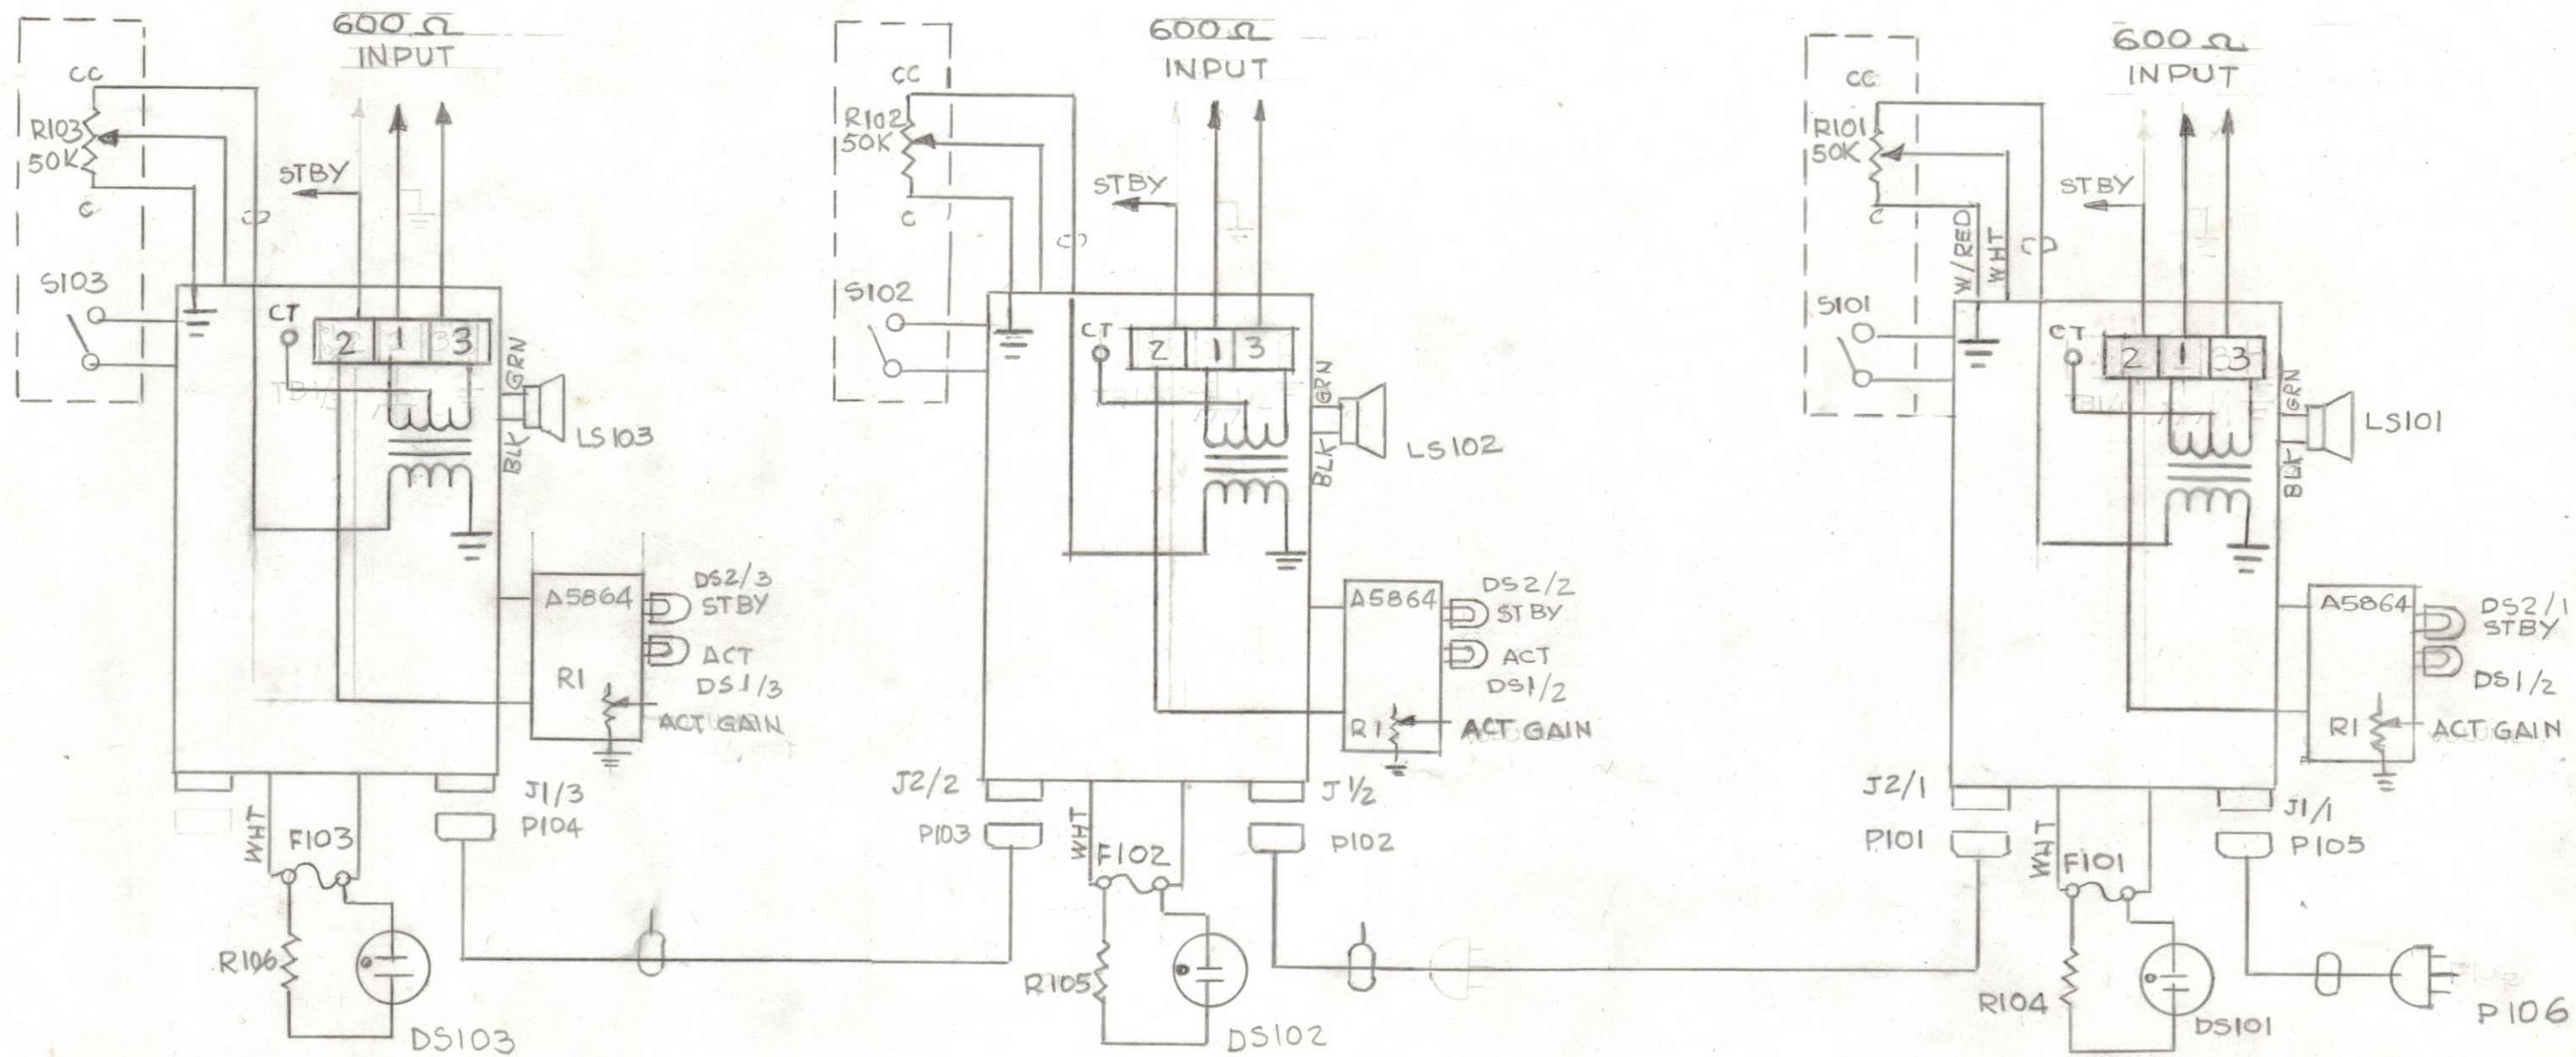 600 Ω
INPUT
CC
R103
50K
C
STBY
S103
CT
2 1 3
GRN
BLK
LS103
A5864
DS2/3
STBY
ACT
DS1/3
R1
ACT GAIN
J1/3
P104
WHT
F103
R106
DS103
600 Ω
INPUT
CC
R102
50K
C
STBY
S102
CT
2 1 3
GRN
BLK
LS102
A5864
DS2/2
STBY
ACT
DS1/2
R1
ACT GAIN
J2/2
P103
J1/2
P102
WHT
F102
R105
DS102
600 Ω
INPUT
CC
R101
50K
C
W/RED
WHT
STBY
S101
CT
2 1 3
GRN
BLK
LS101
A5864
DS2/1
STBY
DS1/2
R1
ACT GAIN
J2/1
P101
J1/1
P105
WHT
F101
R104
DS101
P106